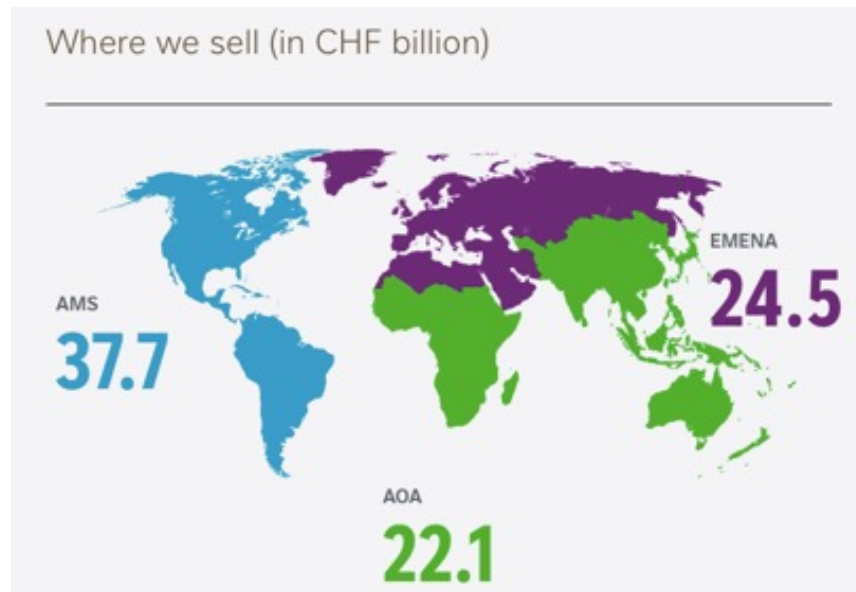 Where we sell (in CHF billion)
EMENA
24.5
AMS
37.7
AOA
22.1